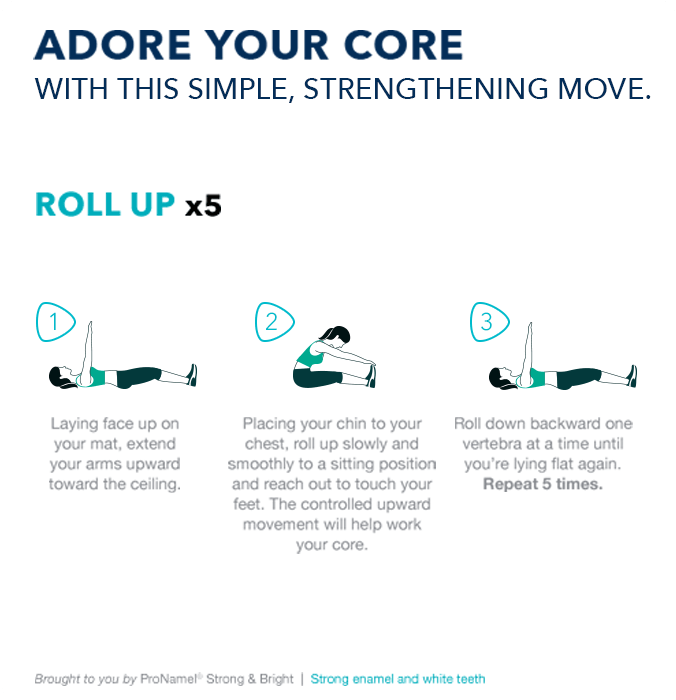 ADORE YOUR CORE
WITH THIS SIMPLE, STRENGTHENING MOVE.
ROLL UP x5
1
Laying face up on
your mat, extend
your arms upward
toward the ceiling.
2
Placing your chin to your
chest, roll up slowly and
smoothly to a sitting position
and reach out to touch your
feet. The controlled upward
movement will help work
your core.
3
Roll down backward one
vertebra at a time until
you're lying flat again.
Repeat 5 times.
Brought to you by ProNamel® Strong & Bright | Strong enamel and white teeth